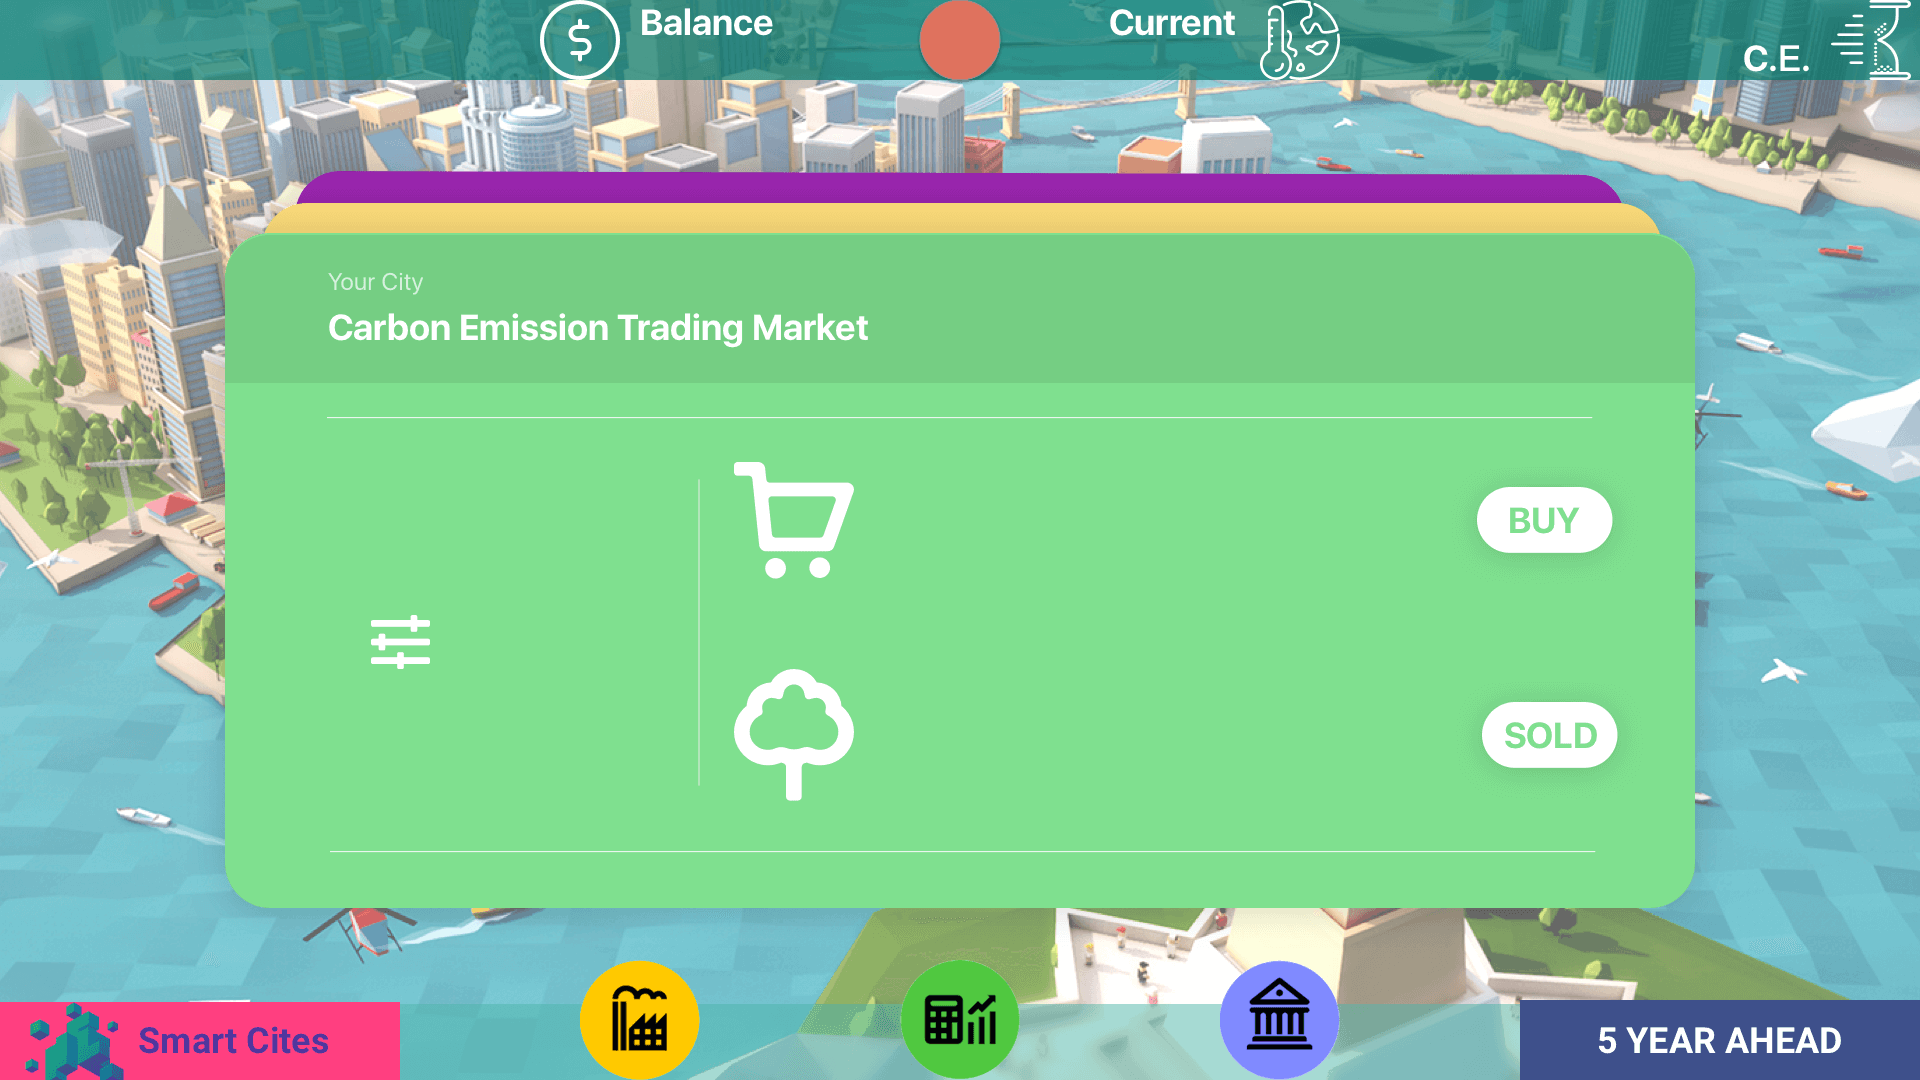 Balance
Current
C.E.
Your City
Carbon Emission Trading Market
BUY
SOLD
Smart Cites
5 YEAR AHEAD